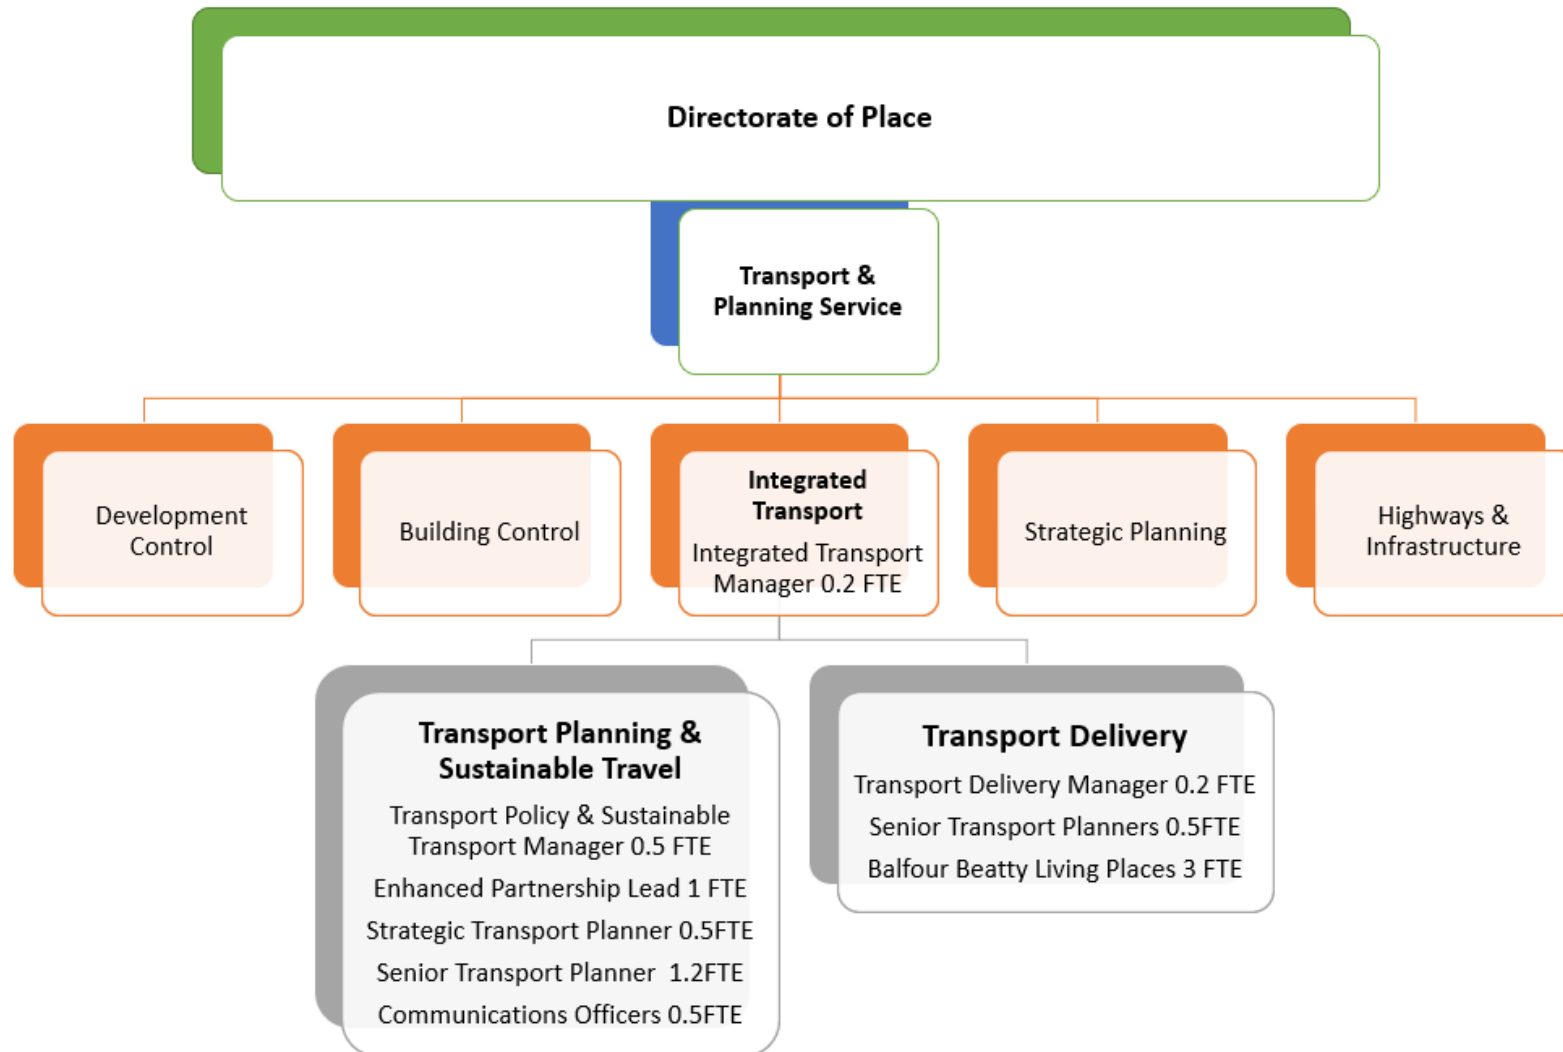 Directorate of Place
Transport &
Planning Service
Development
Control
Building Control
Integrated
Transport
Integrated Transport
Manager 0.2 FTE
Strategic Planning
Highways &
Infrastructure
Transport Planning &
Sustainable Travel
Transport Policy & Sustainable
Transport Manager 0.5 FTE
Enhanced Partnership Lead 1 FTE
Strategic Transport Planner 0.5FTE
Senior Transport Planner  1.2FTE
Communications Officers 0.5FTE
Transport Delivery
Transport Delivery Manager 0.2 FTE
Senior Transport Planners 0.5FTE
Balfour Beatty Living Places 3 FTE